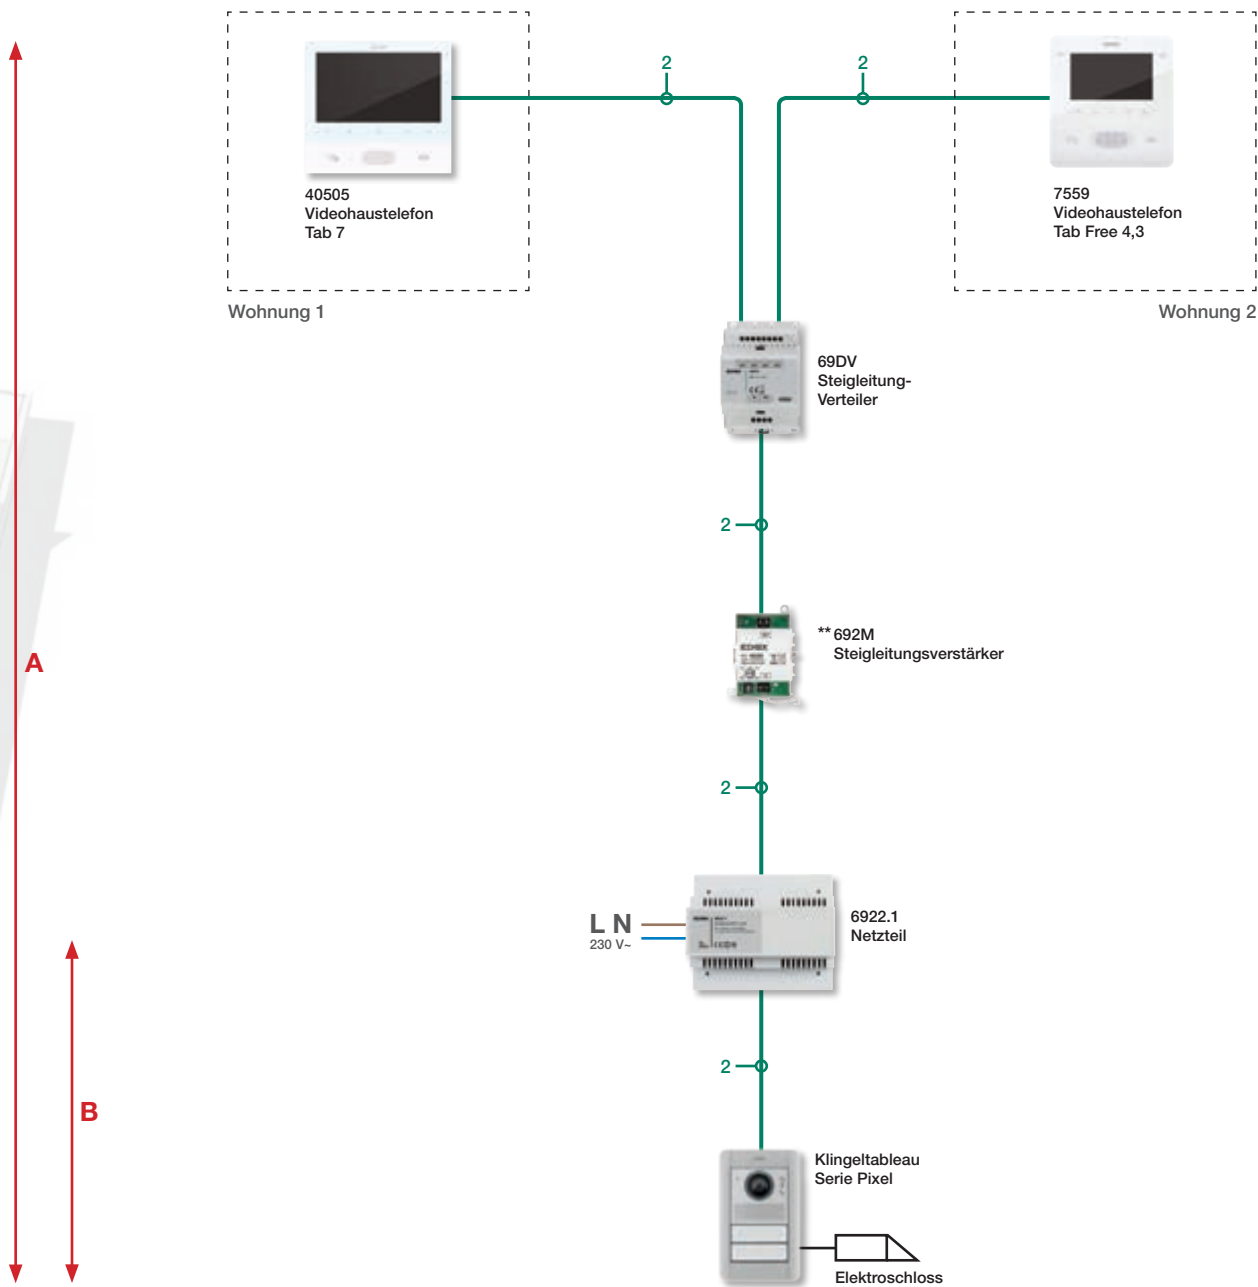 2
2
40505
Videohaustelefon
Tab 7
7559
Videohaustelefon
Tab Free 4,3
Wohnung 1
Wohnung 2
69DV
Steigleitung-
Verteiler
2
** 692M
Steigleitungsverstärker
A
2
L N
230 V~
6922.1
Netzteil
2
B
Klingeltableau
Serie Pixel
Elektroschloss